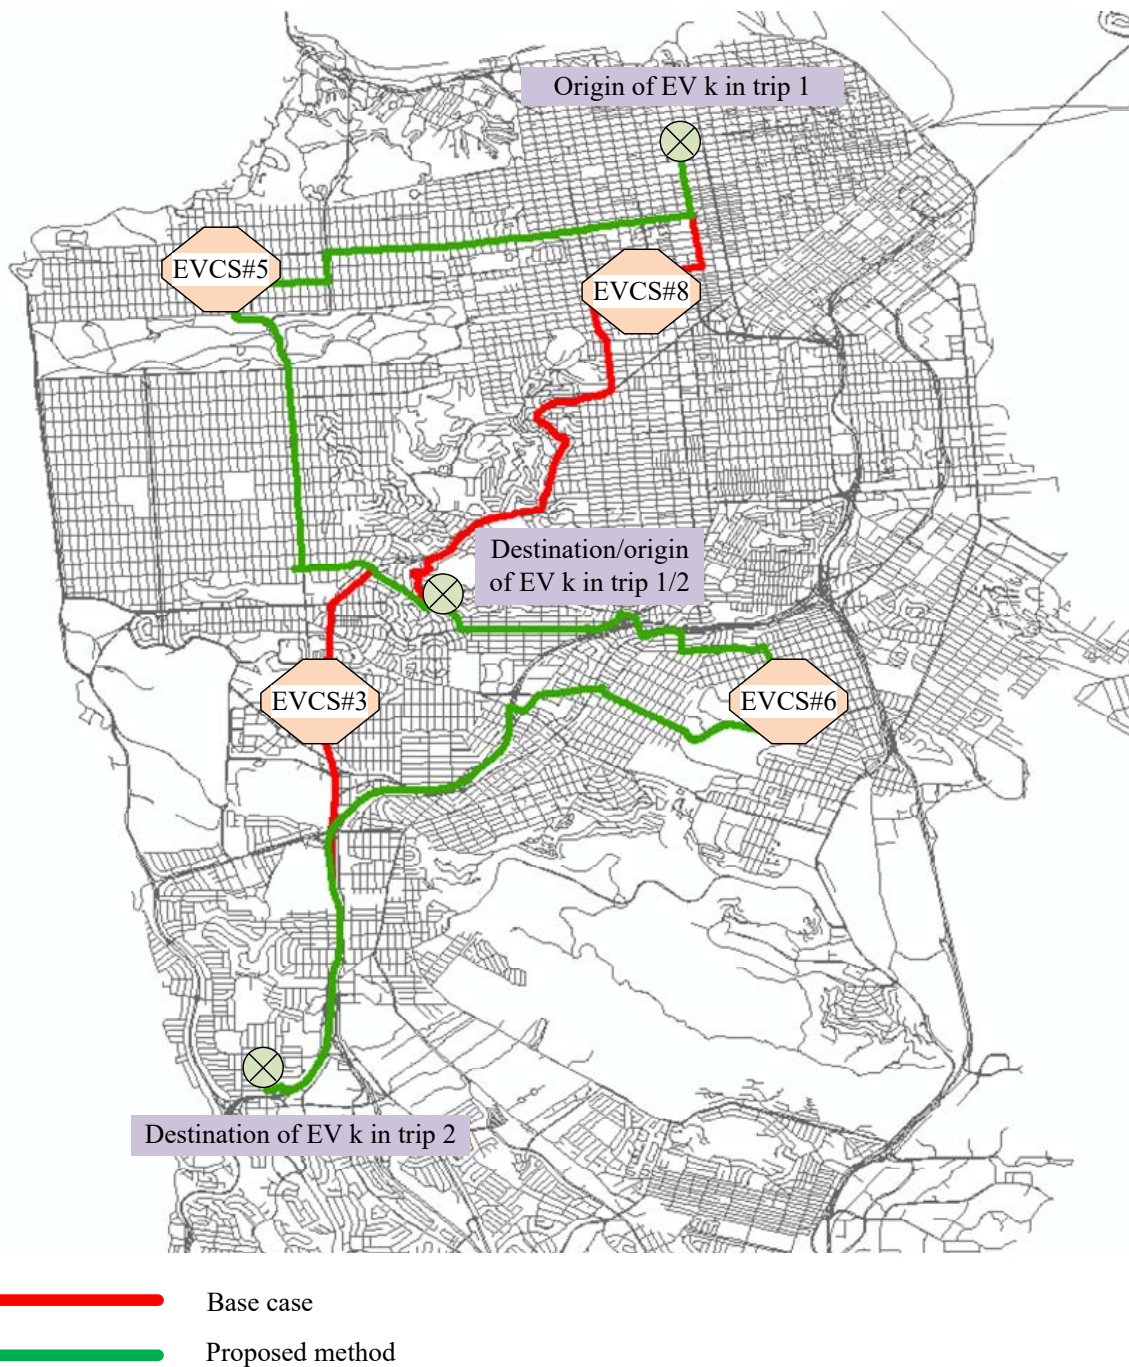 Origin of EV k in trip 1
EVCS#5
EVCS#8
Destination/origin
of EV k in trip 1/2
EVCS#3
EVCS#6
Destination of EV k in trip 2
Base case
Proposed method